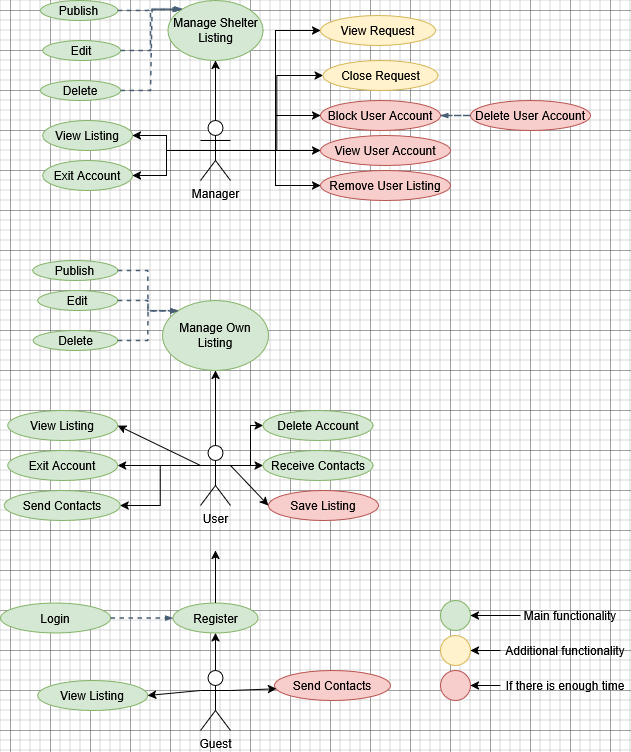 Publish
Edit
Delete
Manage Shelter
Listing
View Request
Close Request
Block User Account
Delete User Account
View User Account
Remove User Listing
View Listing
Exit Account
Manager
Publish
Edit
Delete
Manage Own
Listing
View Listing
Exit Account
Send Contacts
Delete Account
Receive Contacts
Save Listing
User
Login
Register
View Listing
Send Contacts
Guest
Main functionality
Additional functionality
If there is enough time